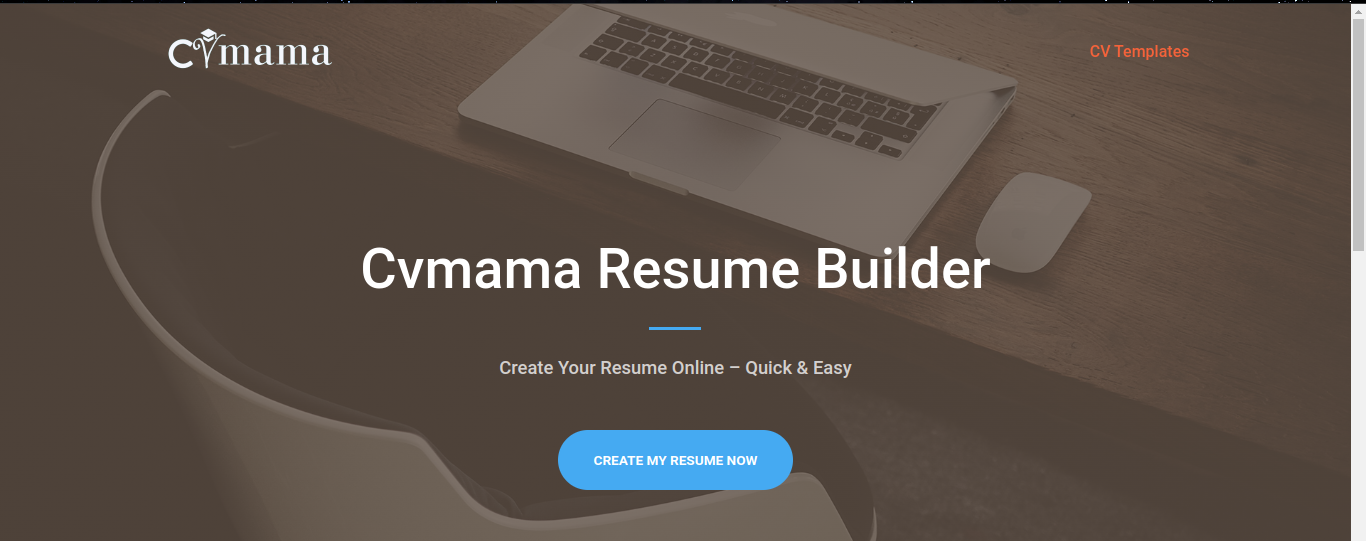 Cvmama
CV Templates
Cvmama Resume Builder
Create Your Resume Online – Quick & Easy
CREATE MY RESUME NOW